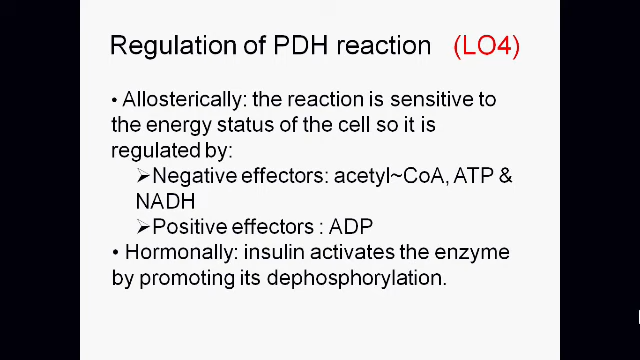 Regulation of PDH reaction (LO4)
• Allosterically: the reaction is sensitive to
the energy status of the cell so it is
regulated by:
➢Negative effectors: acetyl~CoA, ATP &
NADH
➢Positive effectors : ADP
• Hormonally: insulin activates the enzyme
by promoting its dephosphorylation.